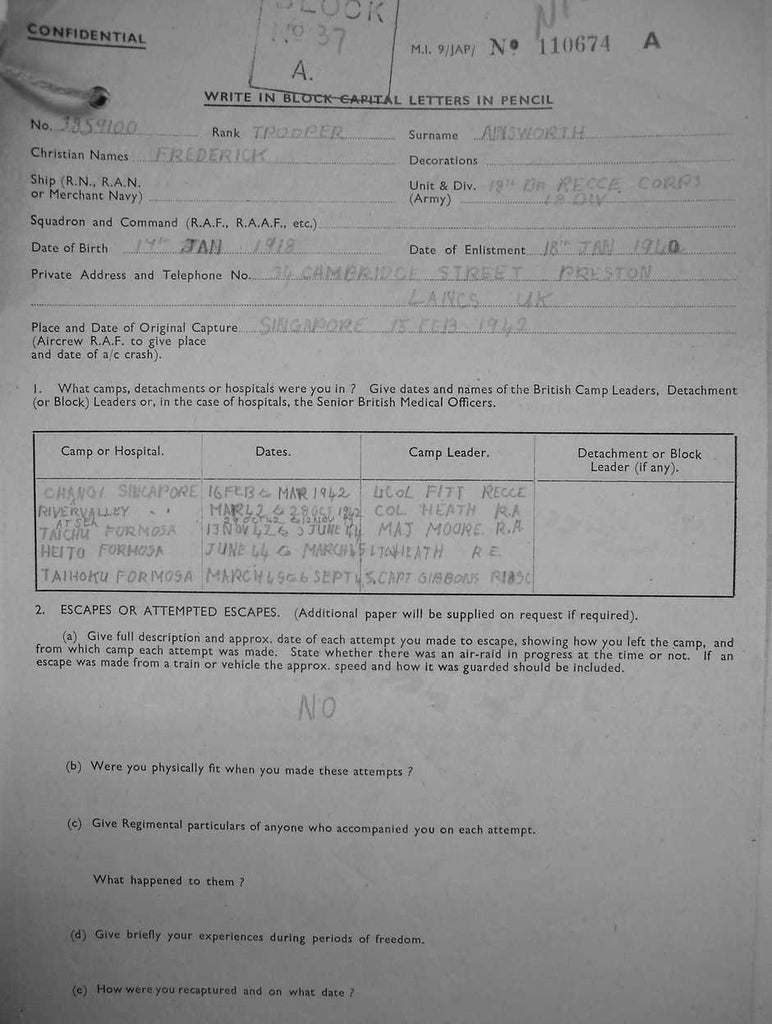 CONFIDENTIAL
BLOCK
No 37
A.
M.I. 9/JAP/ No 110674 A
WRITE IN BLOCK CAPITAL LETTERS IN PENCIL
No. 3859100 Rank TROOPER Surname AINSWORTH
Christian Names FREDERICK Decorations
Ship (R.N., R.A.N. or Merchant Navy)
Unit & Div. (Army) 18th Bn RECCE CORPS
18 DIV
Squadron and Command (R.A.F., R.A.A.F., etc.)
Date of Birth JAN 1918 Date of Enlistment 18th JAN 1940
Private Address and Telephone No. 34 CAMBRIDGE STREET PRESTON
LANCS UK
Place and Date of Original Capture SINGAPORE 15 FEB 1942
(Aircrew R.A.F. to give place
and date of a/c crash).
1. What camps, detachments or hospitals were you in ? Give dates and names of the British Camp Leaders, Detachment
(or Block) Leaders or, in the case of hospitals, the Senior British Medical Officers.
Camp or Hospital. Dates. Camp Leader. Detachment or Block
Leader (if any).
CHANGI SINGAPORE 16 FEB to MAR 1942 LtCOL FITT RECCE
RIVERVALLEY " " MAR 42 to 28 OCT 1942 COL HEATH R.A
AT SEA 29 OCT 42 to 12 NOV
TAICHU FORMOSA 13 NOV 42 to 3 JUNE 44 MAJ MOORE R.A
HEITO FORMOSA JUNE 44 to MARCH 45 HEATH R.E.
TAIHOKU FORMOSA MARCH 45 to 6 SEPT 45. CAPT GIBBONS RIASC
2. ESCAPES OR ATTEMPTED ESCAPES. (Additional paper will be supplied on request if required).
(a) Give full description and approx. date of each attempt you made to escape, showing how you left the camp, and
from which camp each attempt was made. State whether there was an air-raid in progress at the time or not. If an
escape was made from a train or vehicle the approx. speed and how it was guarded should be included.
NO
(b) Were you physically fit when you made these attempts ?
(c) Give Regimental particulars of anyone who accompanied you on each attempt.
What happened to them ?
(d) Give briefly your experiences during periods of freedom.
(e) How were you recaptured and on what date ?